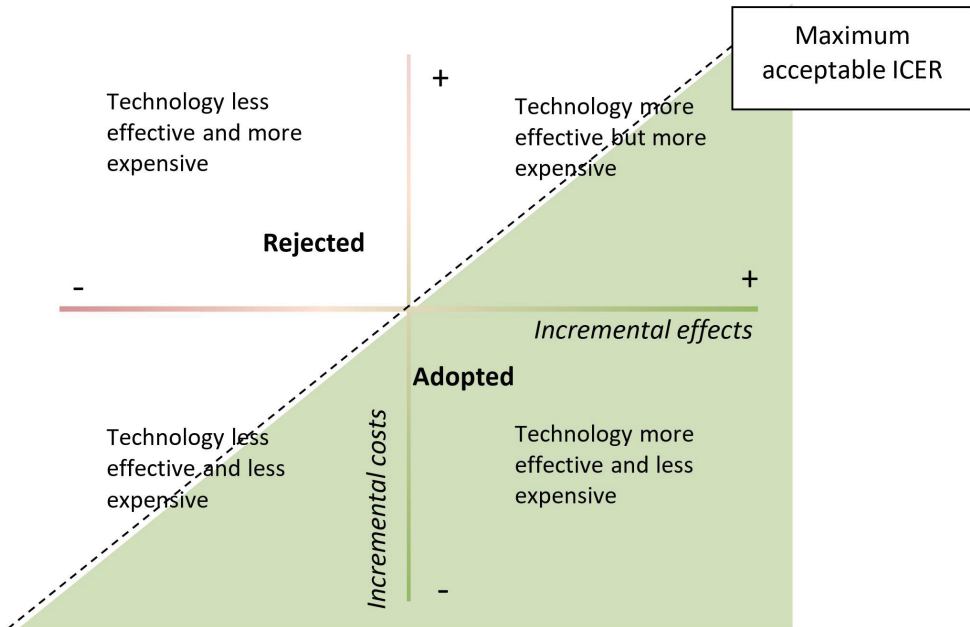 Maximum
acceptable ICER
+
Technology less
effective and more
expensive
Technology more
effective but more
expensive
Rejected
-
+
Incremental effects
Adopted
Incremental costs
Technology less
effective and less
expensive
Technology more
effective and less
expensive
-